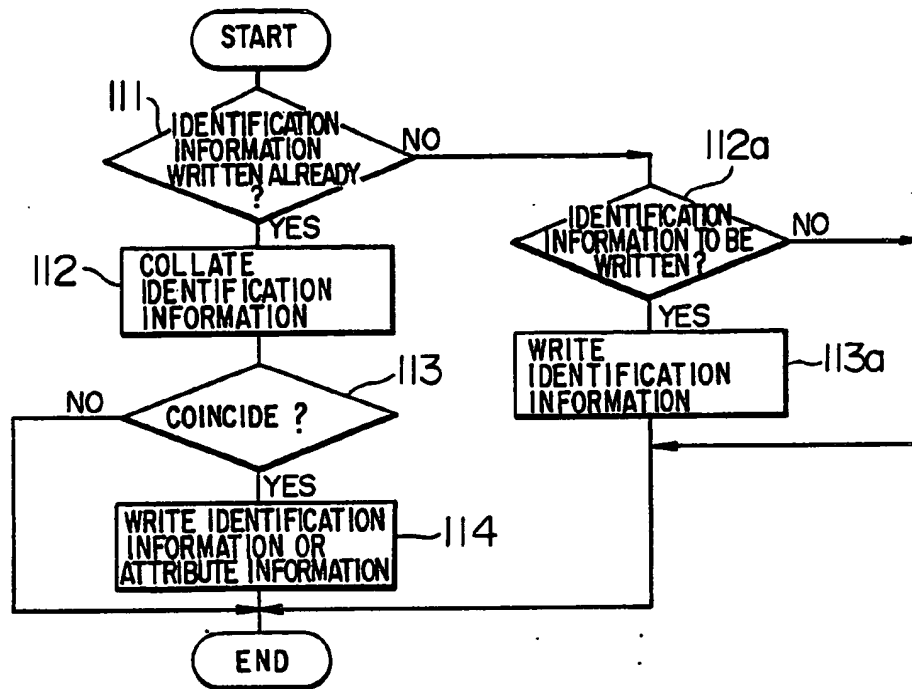 START
111
IDENTIFICATION
INFORMATION
WRITTEN ALREADY
?
NO
YES
112
COLLATE
IDENTIFICATION
INFORMATION
113
NO
COINCIDE ?
YES
WRITE IDENTIFICATION
INFORMATION OR
ATTRIBUTE INFORMATION
114
END
112a
IDENTIFICATION
INFORMATION TO BE
WRITTEN ?
NO
YES
WRITE
IDENTIFICATION
INFORMATION
113a